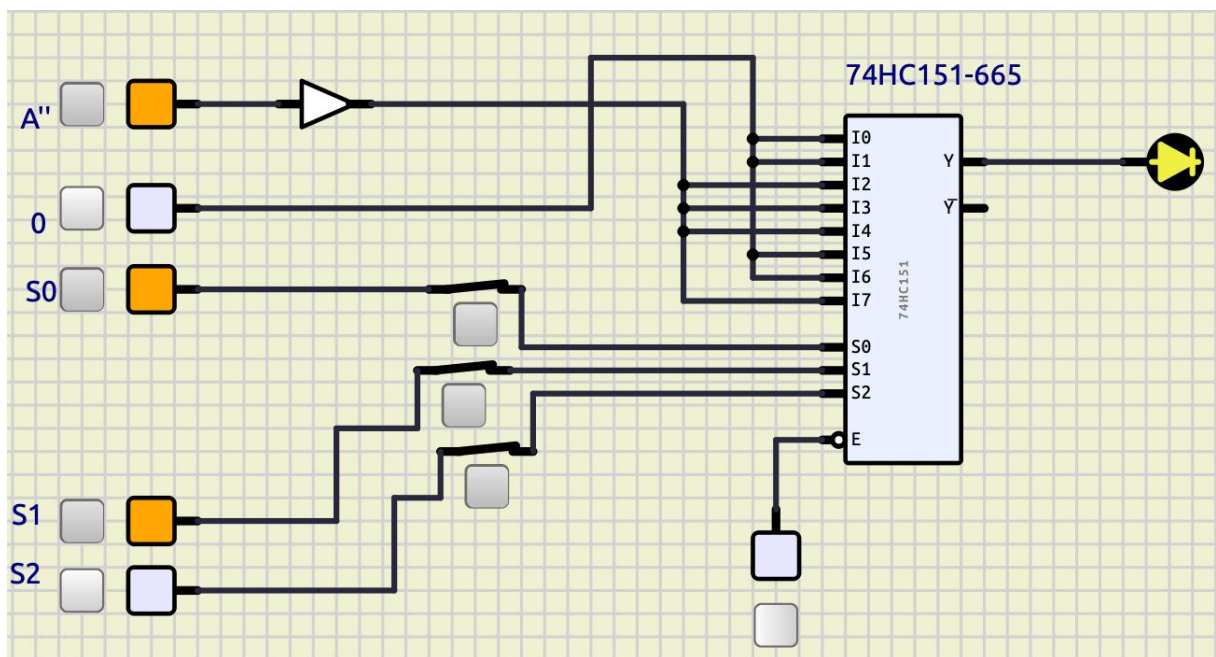 74HC151-665
A"
0
S0
S1
S2
I0
I1
I2
I3
I4
I5
I6
I7
S0
S1
S2
E
Y
Y̅
74HC151